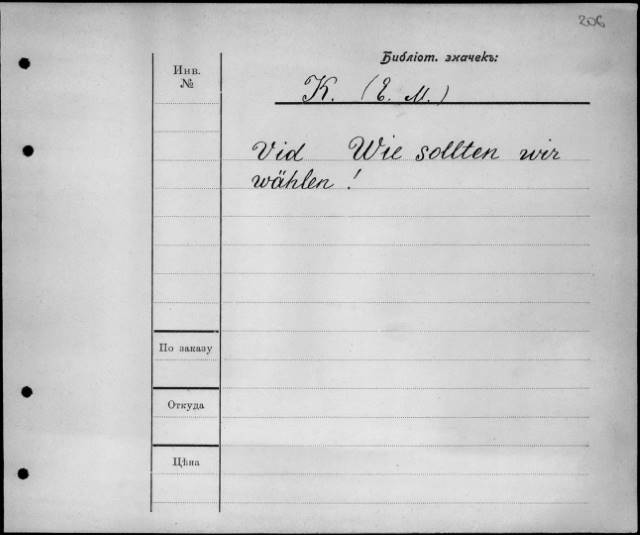 206
Библіот. значекъ:
Инв.
№
K. (E. M.)
Vid Wie sollten wir
wählen!
По заказу
Откуда
Цѣна